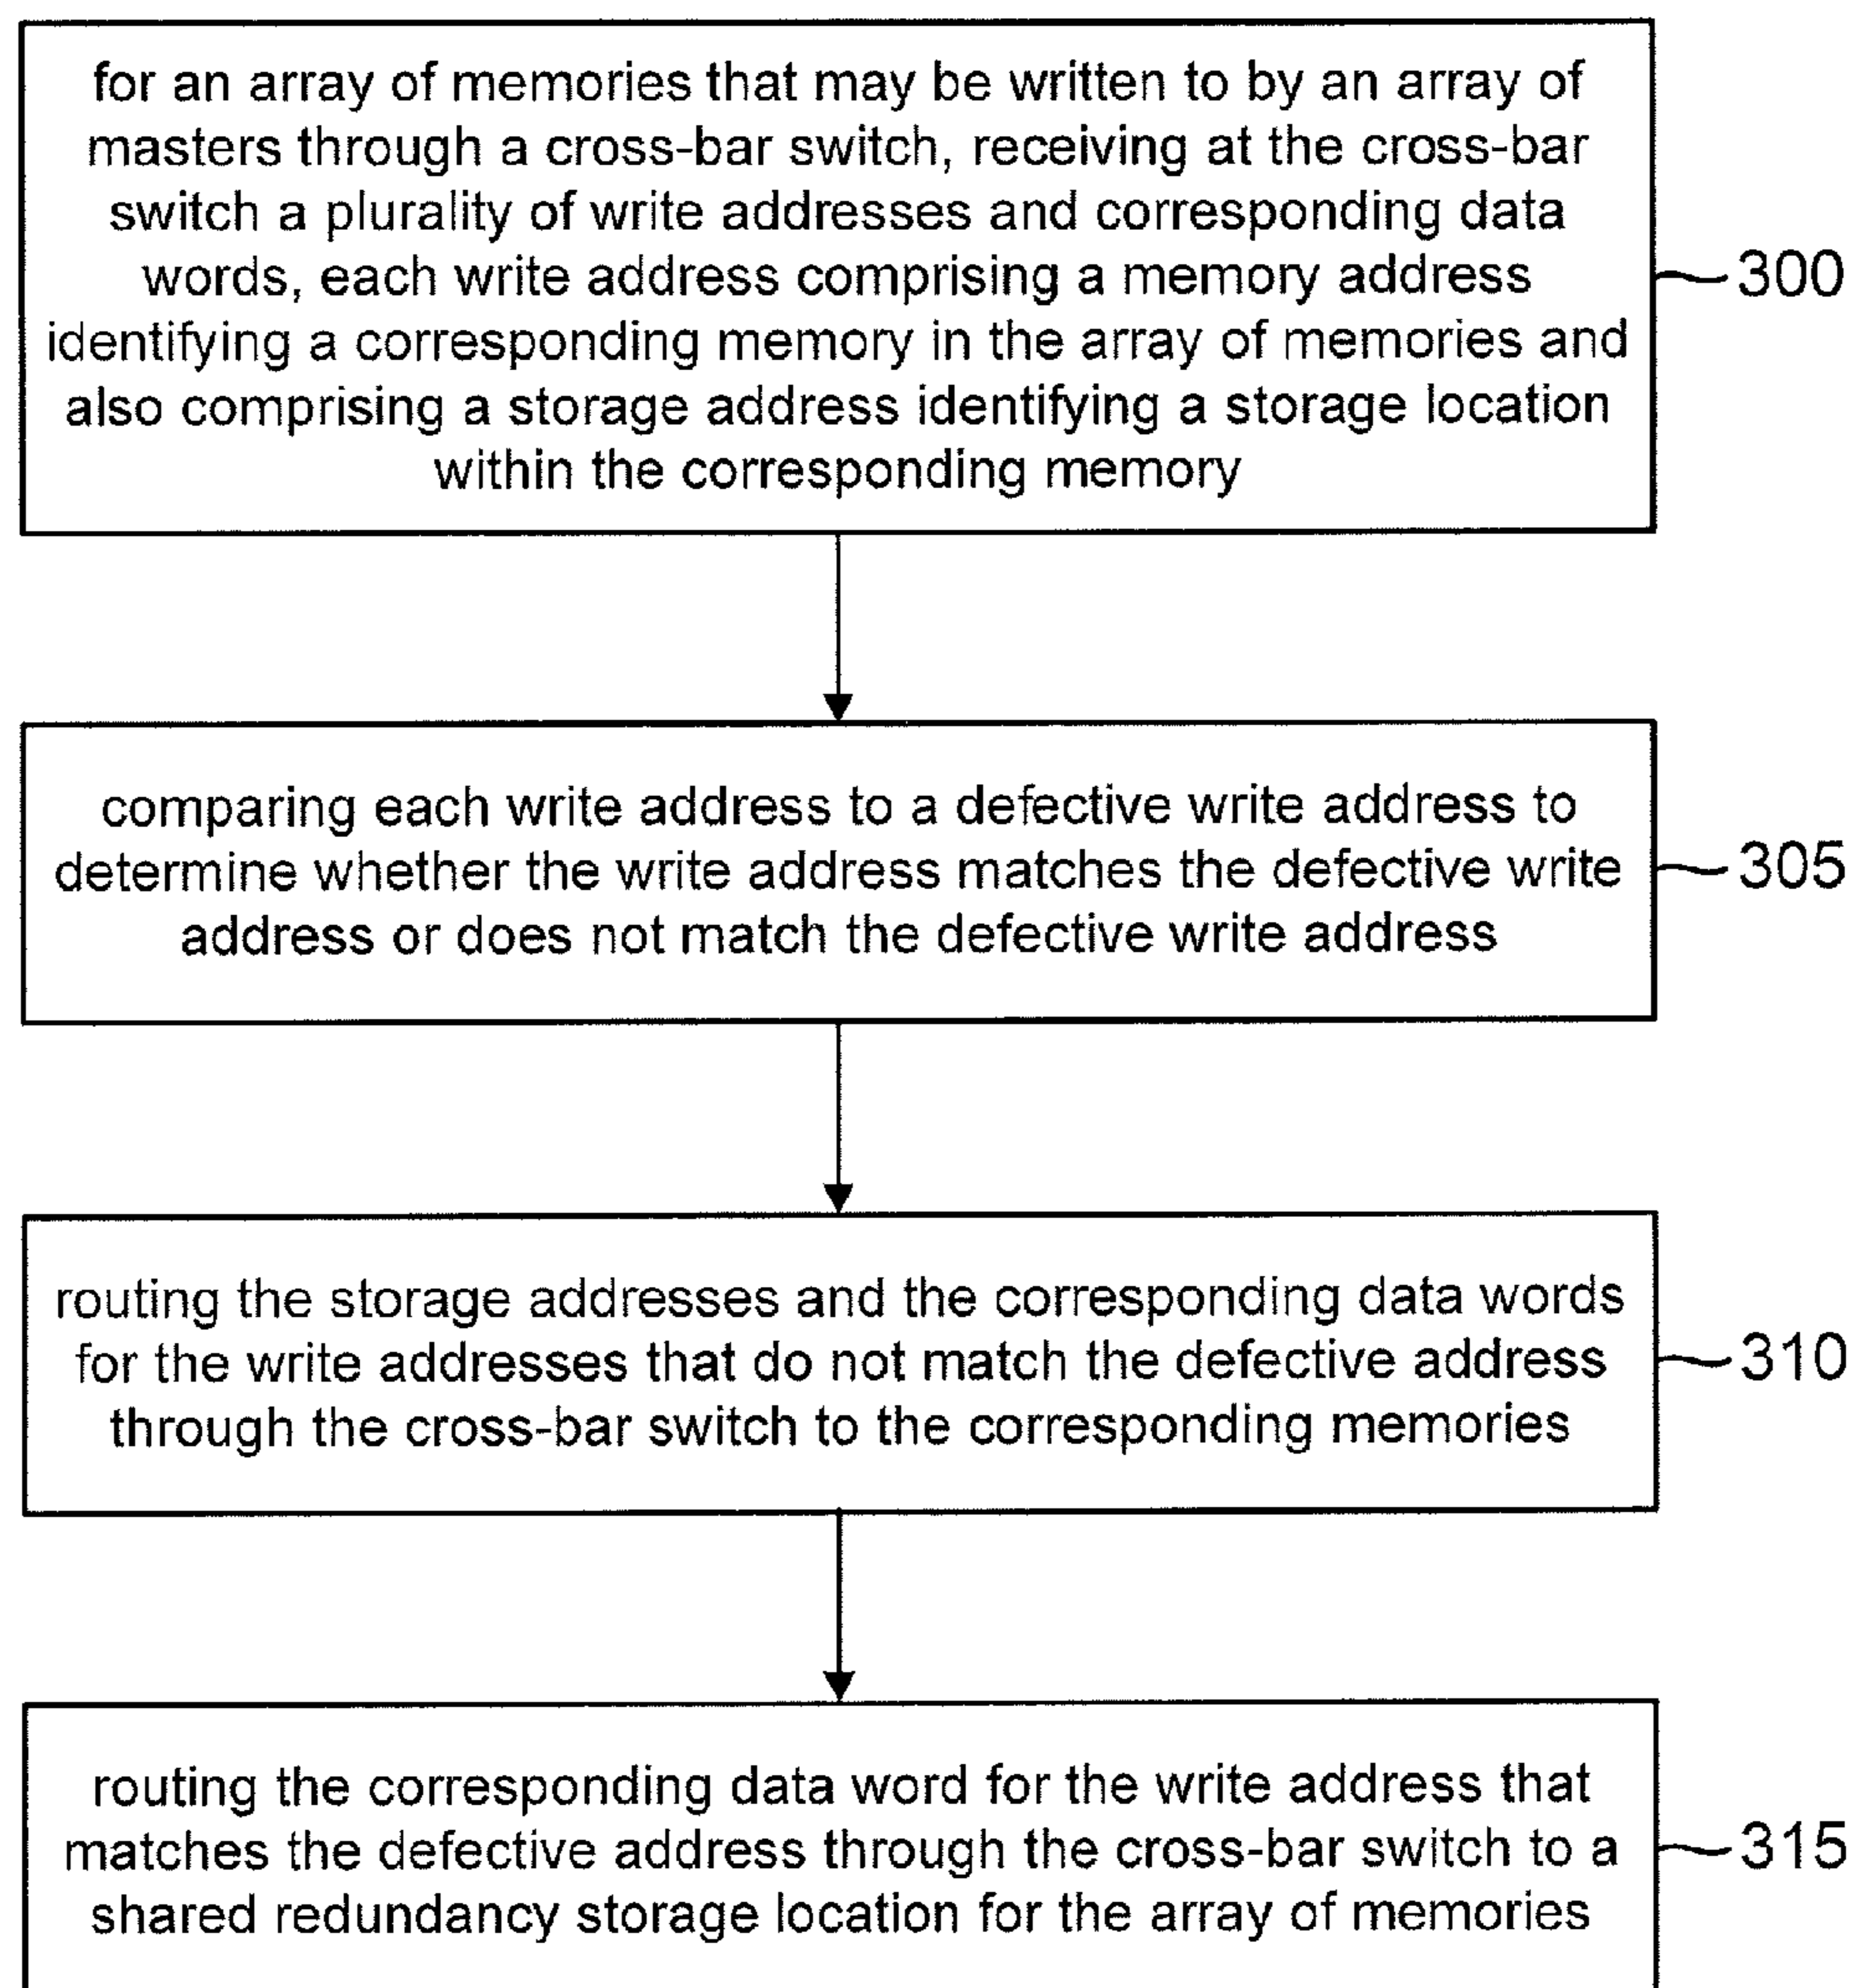 for an array of memories that may be written to by an array of
masters through a cross-bar switch, receiving at the cross-bar
switch a plurality of write addresses and corresponding data
words, each write address comprising a memory address
identifying a corresponding memory in the array of memories and
also comprising a storage address identifying a storage location
within the corresponding memory
300
comparing each write address to a defective write address to
determine whether the write address matches the defective write
address or does not match the defective write address
305
routing the storage addresses and the corresponding data words
for the write addresses that do not match the defective address
through the cross-bar switch to the corresponding memories
310
routing the corresponding data word for the write address that
matches the defective address through the cross-bar switch to a
shared redundancy storage location for the array of memories
315